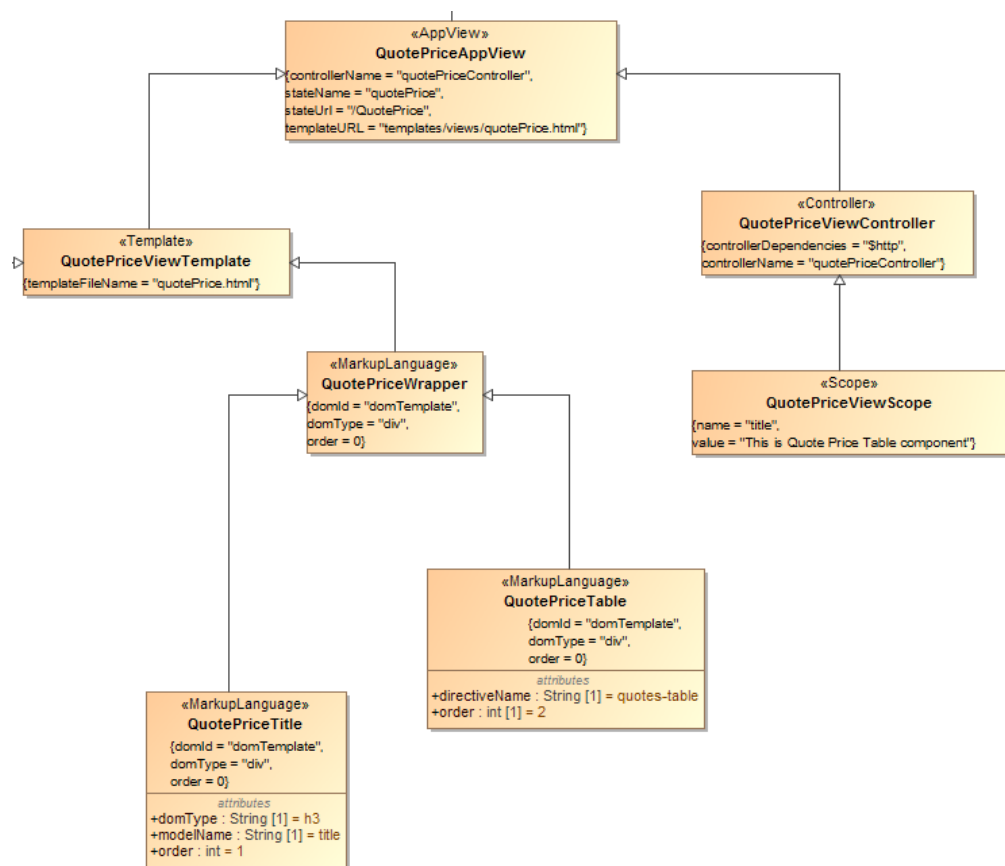 «AppView»
QuotePriceAppView
{controllerName = "quotePriceController",
stateName = "quotePrice",
stateUrl = "/QuotePrice",
templateURL = "templates/views/quotePrice.html"}
«Template»
QuotePriceViewTemplate
{templateFileName = "quotePrice.html"}
«Controller»
QuotePriceViewController
{controllerDependencies = "$http",
controllerName = "quotePriceController"}
«MarkupLanguage»
QuotePriceWrapper
{domId = "domTemplate",
domType = "div",
order = 0}
«Scope»
QuotePriceViewScope
{name = "title",
value = "This is Quote Price Table component"}
«MarkupLanguage»
QuotePriceTable
{domId = "domTemplate",
domType = "div",
order = 0}
attributes
+directiveName : String [1] = quotes-table
+order : int [1] = 2
«MarkupLanguage»
QuotePriceTitle
{domId = "domTemplate",
domType = "div",
order = 0}
attributes
+domType : String [1] = h3
+modelName : String [1] = title
+order : int = 1